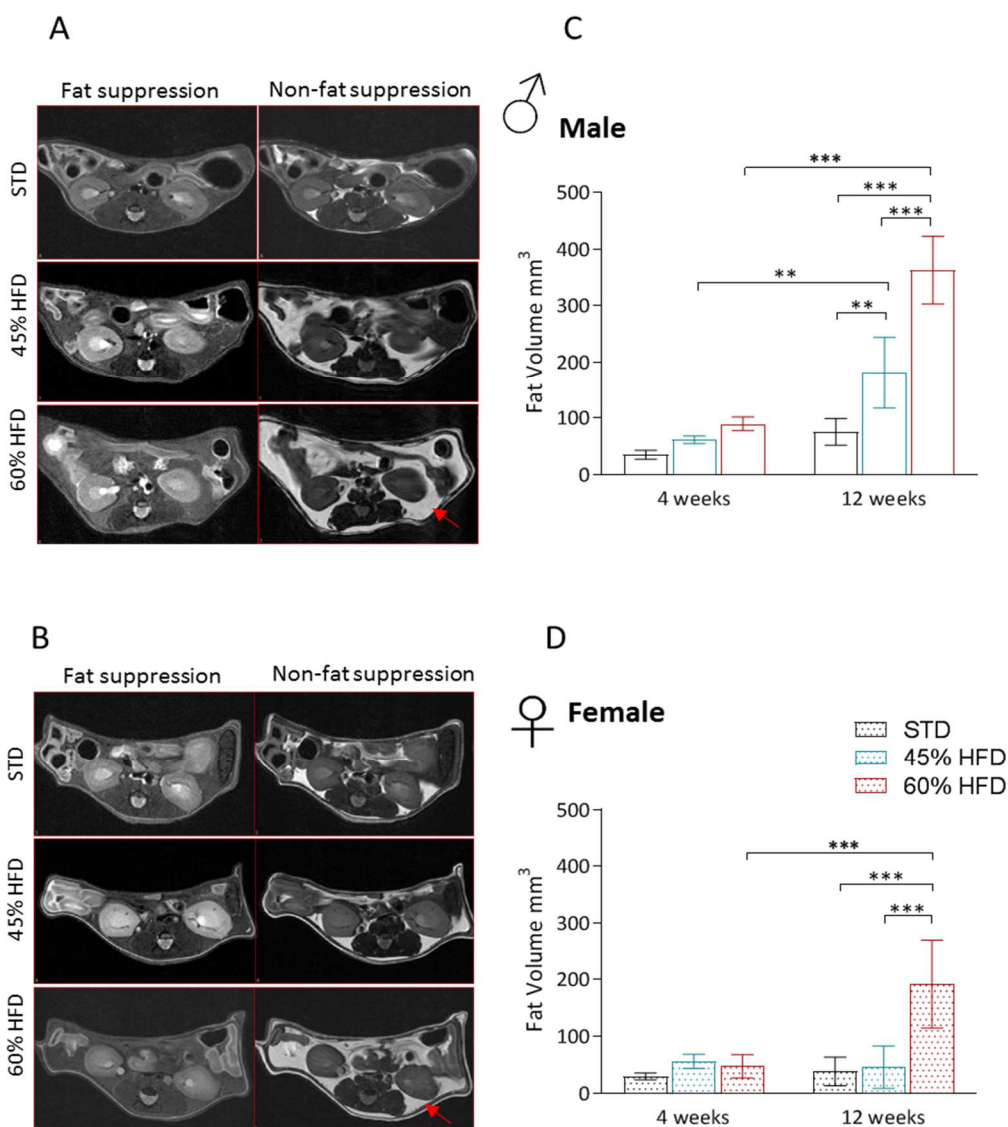 A
Fat suppression
Non-fat suppression
STD
45% HFD
60% HFD
C
Male
***
***
***
**
**
Fat Volume mm³
500
400
300
200
100
0
4 weeks
12 weeks
B
Fat suppression
Non-fat suppression
STD
45% HFD
60% HFD
D
Female
STD
45% HFD
60% HFD
***
***
***
Fat Volume mm³
500
400
300
200
100
0
4 weeks
12 weeks